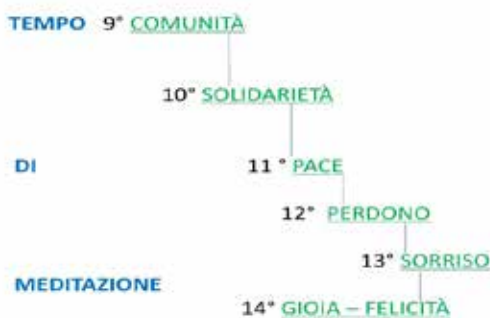 TEMPO 9° COMUNITÀ
10° SOLIDARIETÀ
DI 11 ° PACE
12° PERDONO
13° SORRISO
MEDITAZIONE
14° GIOIA – FELICITÀ